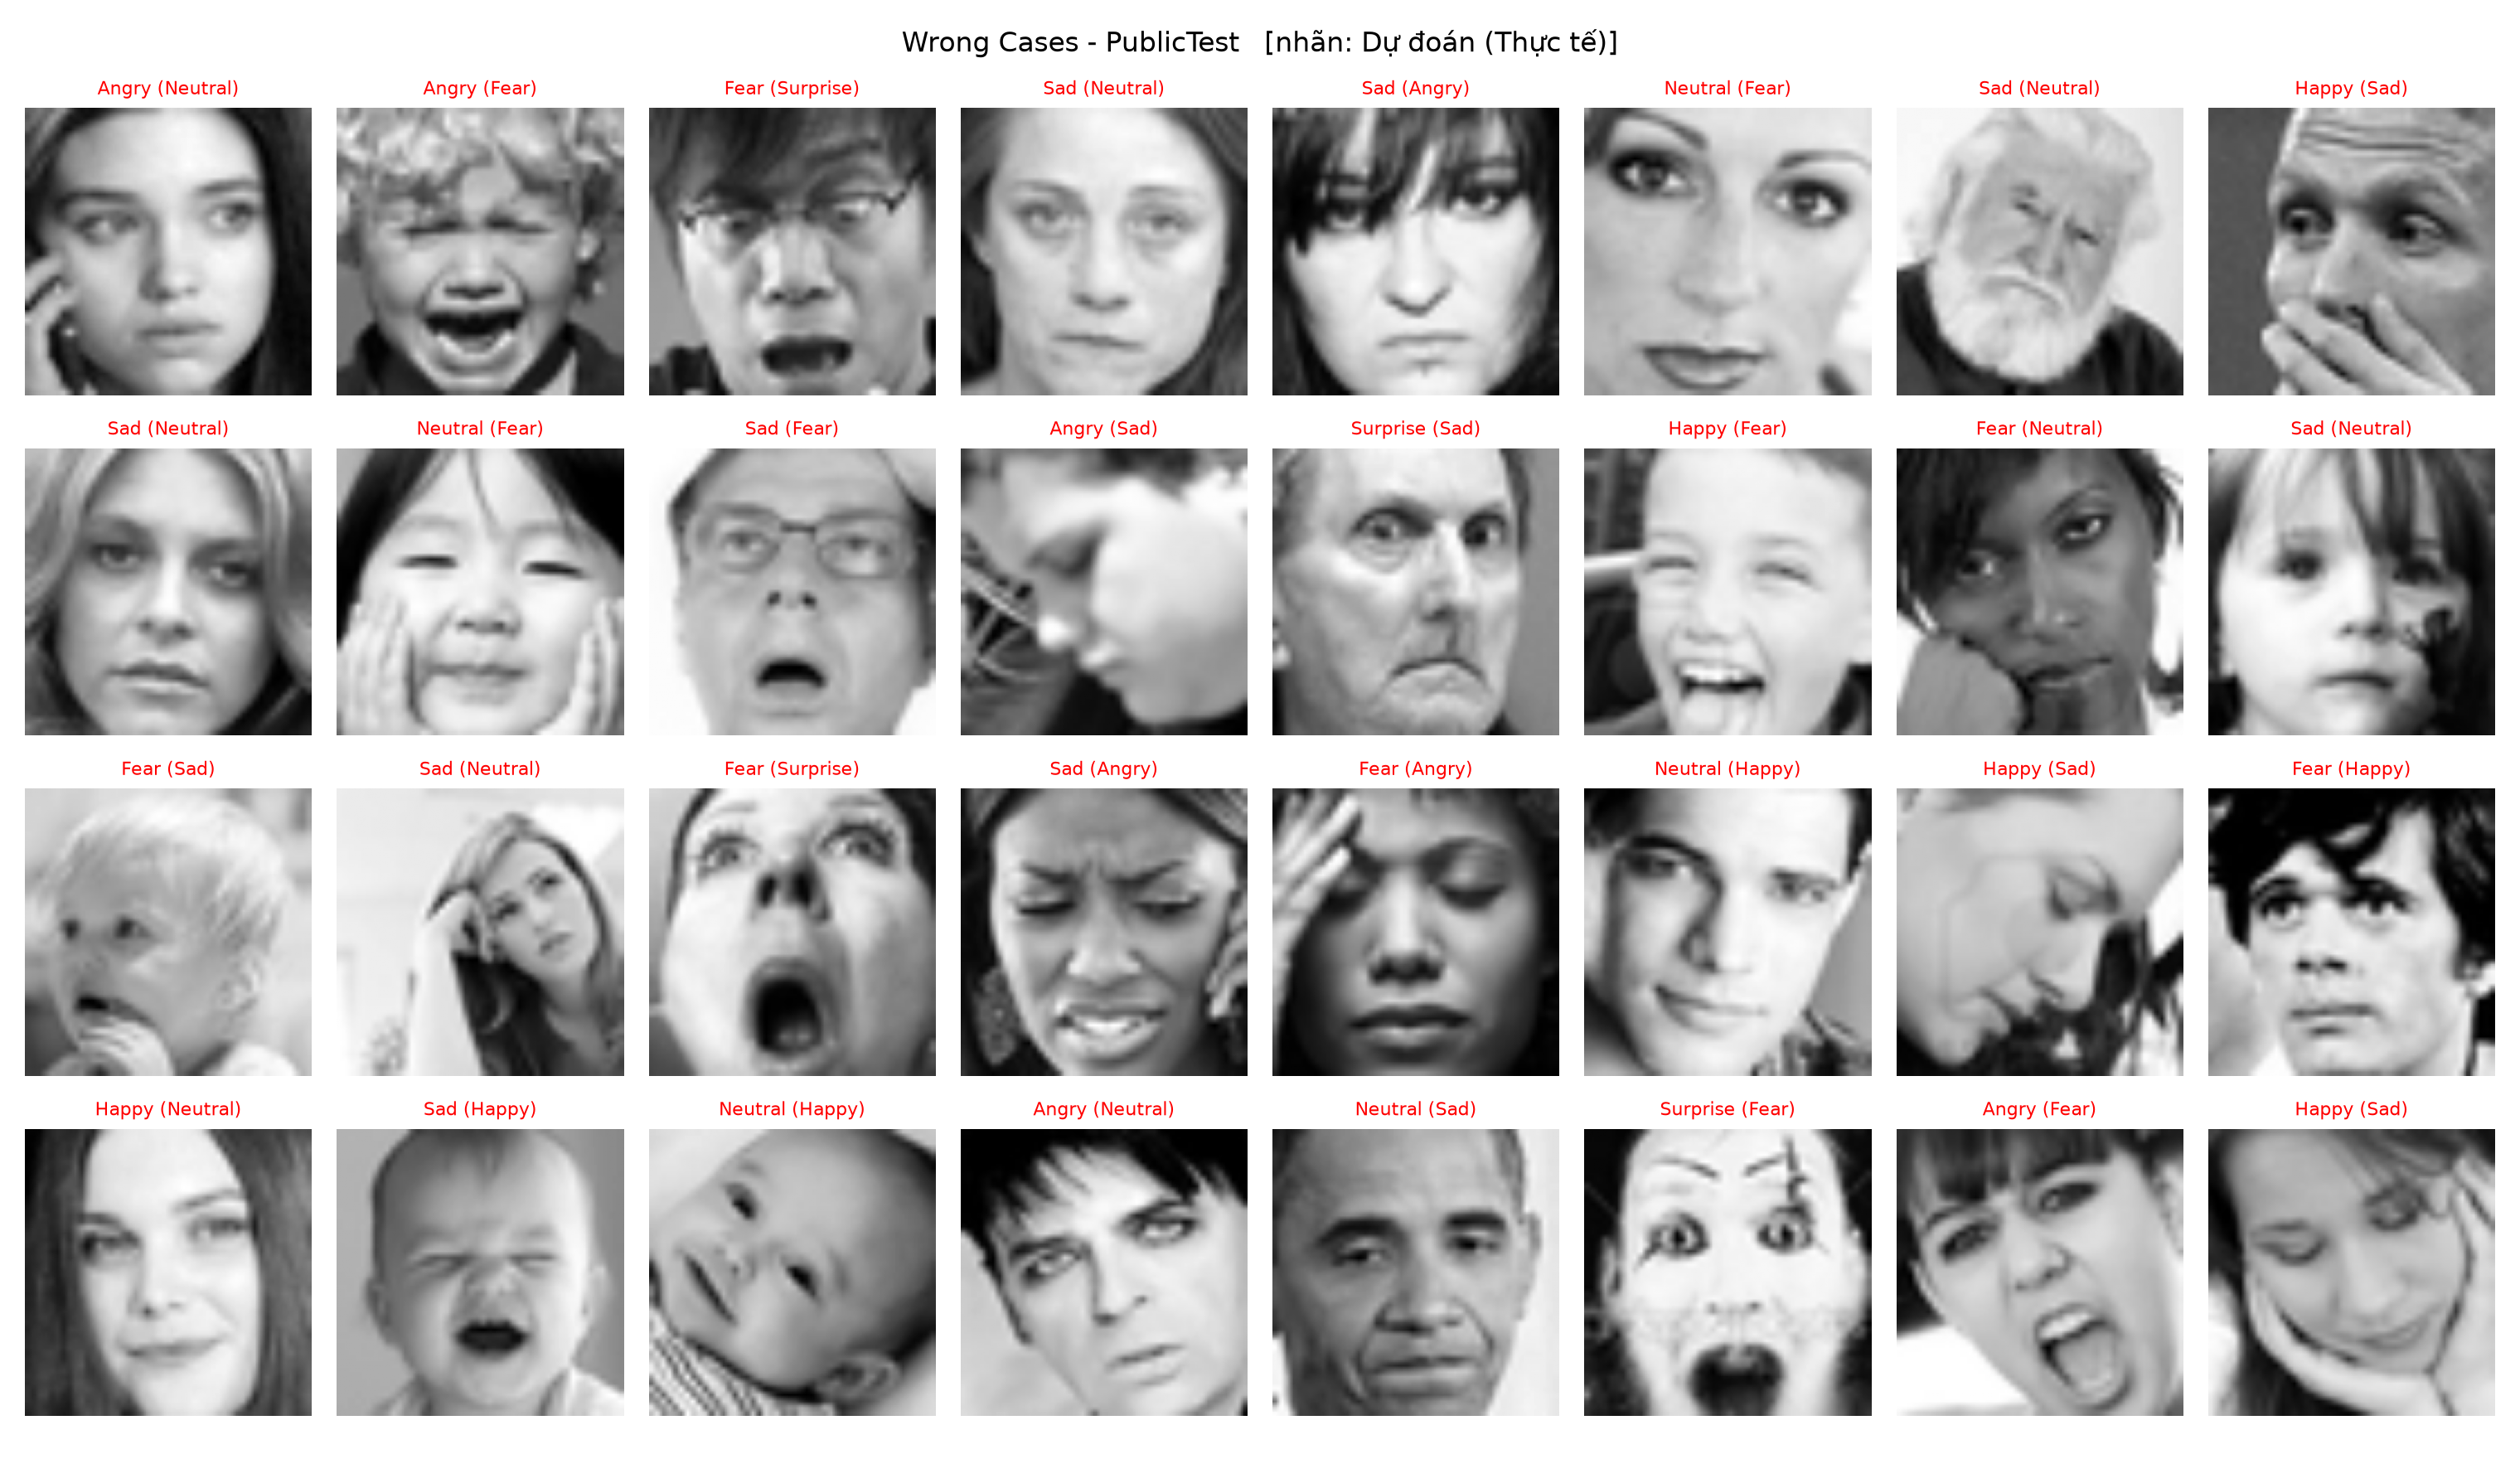 Wrong Cases - PublicTest   [nhãn: Dự đoán (Thực tế)]
Angry (Neutral)
Angry (Fear)
Fear (Surprise)
Sad (Neutral)
Sad (Angry)
Neutral (Fear)
Sad (Neutral)
Happy (Sad)
Sad (Neutral)
Neutral (Fear)
Sad (Fear)
Angry (Sad)
Surprise (Sad)
Happy (Fear)
Fear (Neutral)
Sad (Neutral)
Fear (Sad)
Sad (Neutral)
Fear (Surprise)
Sad (Angry)
Fear (Angry)
Neutral (Happy)
Happy (Sad)
Fear (Happy)
Happy (Neutral)
Sad (Happy)
Neutral (Happy)
Angry (Neutral)
Neutral (Sad)
Surprise (Fear)
Angry (Fear)
Happy (Sad)